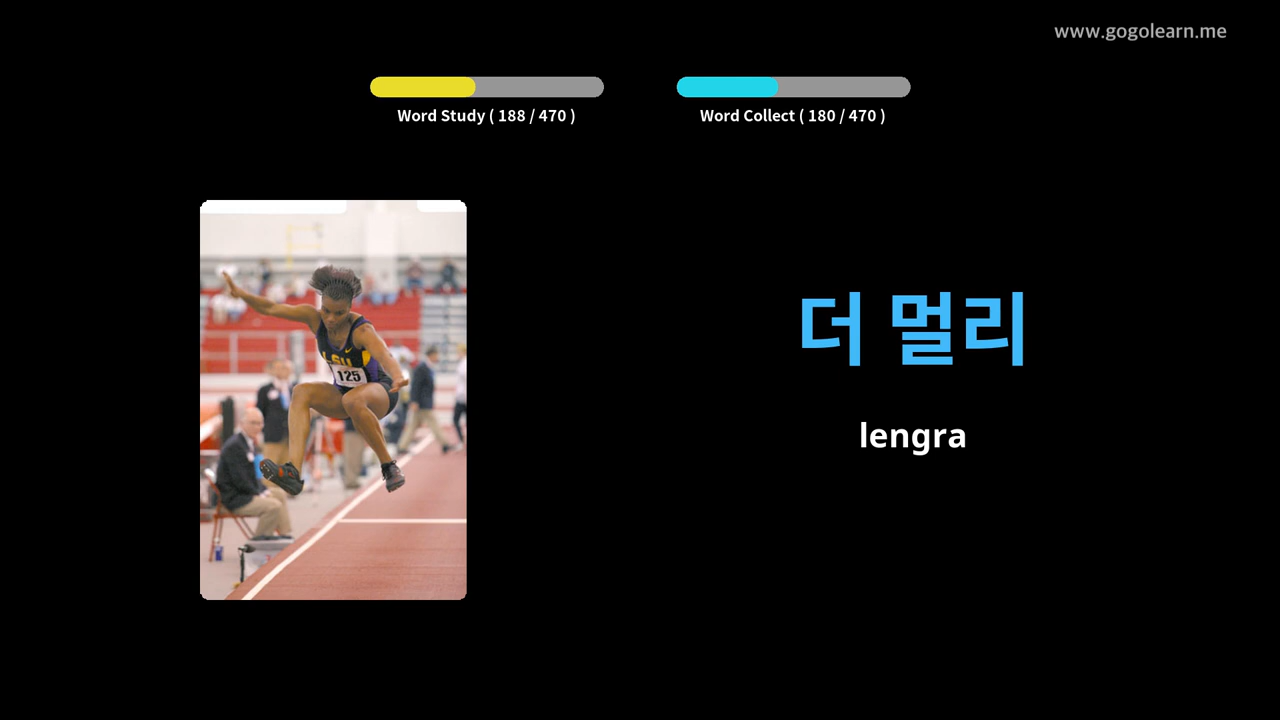 www.gogolearn.me
Word Study ( 188 / 470 )
Word Collect ( 180 / 470 )
더 멀리
lengra
LSU
125